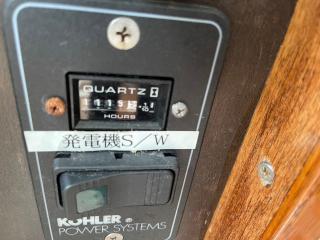 QUARTZ
HOURS
発電機S/W
KOHLER®
POWER SYSTEMS